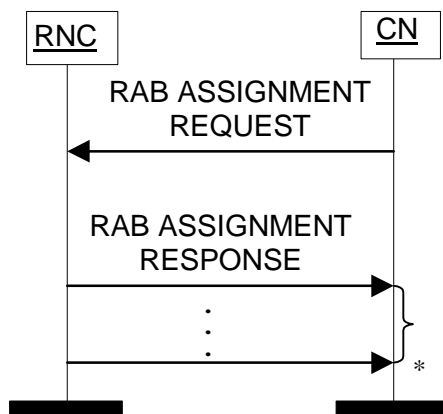 RNC
CN
RAB ASSIGNMENT
REQUEST
RAB ASSIGNMENT
RESPONSE
.
.
.
*